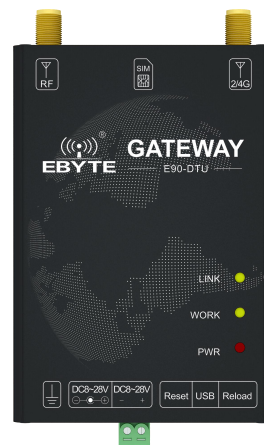 RF
SIM
2/4G
®
EBYTE
GATEWAY
E90-DTU
LINK
WORK
PWR
DC8~28V
DC8~28V
- +
- +
Reset
USB
Reload